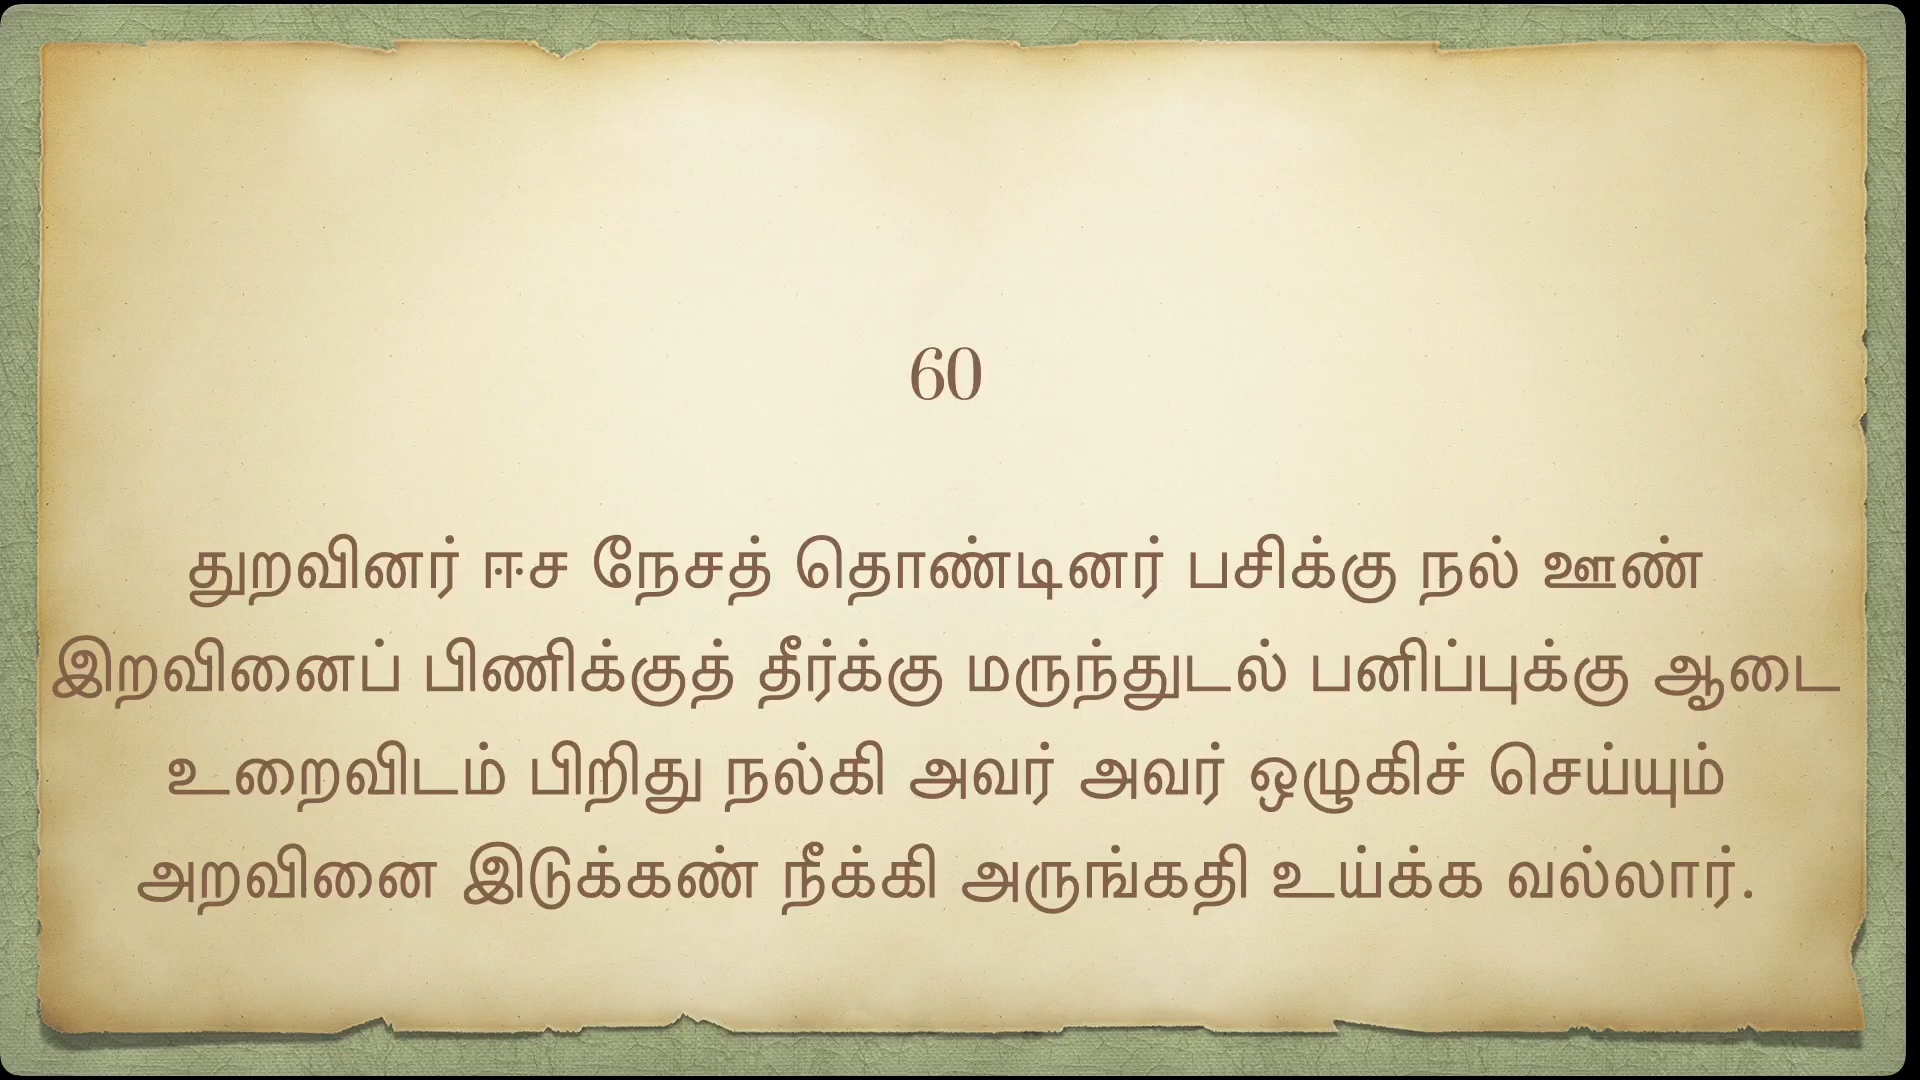 60
துறவினர் ஈச நேசத் தொண்டினர் பசிக்கு நல் ஊண்
இறவினைப் பிணிக்குத் தீர்க்கு மருந்துடல் பனிப்புக்கு ஆடை
உறைவிடம் பிறிது நல்கி அவர் அவர் ஒழுகிச் செய்யும்
அறவினை இடுக்கண் நீக்கி அருங்கதி உய்க்க வல்லார்.